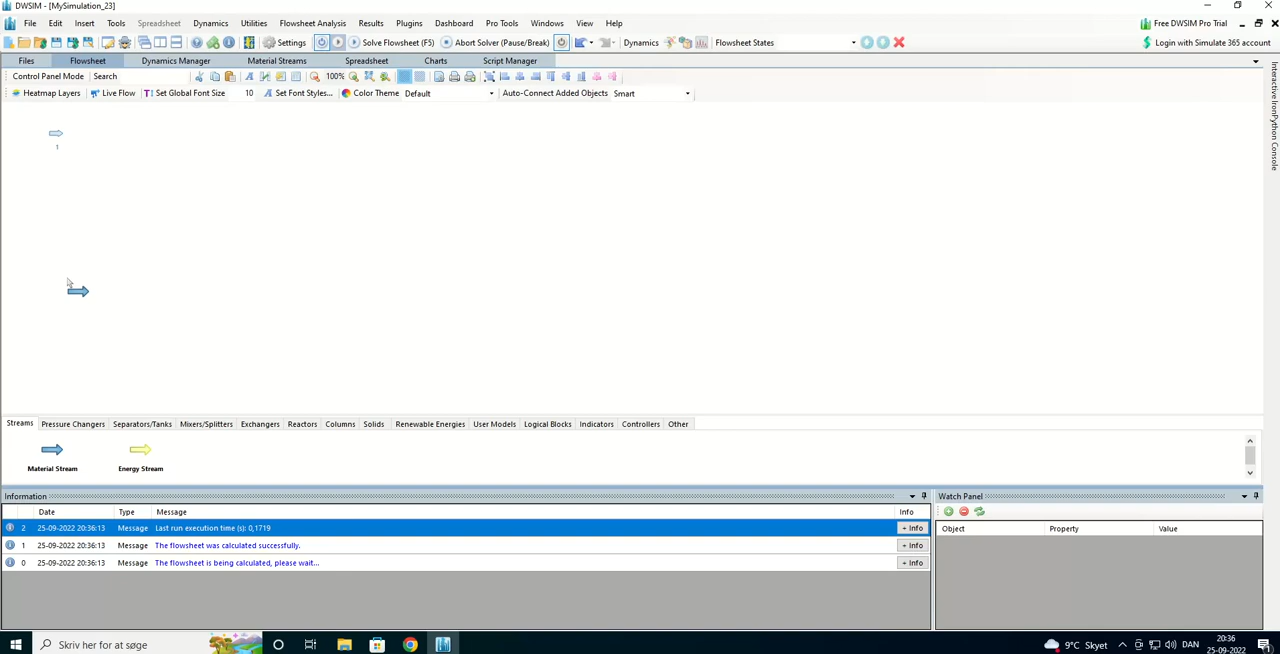 DWSIM - [MySimulation_23]
File Edit Insert Tools Spreadsheet Dynamics Utilities Flowsheet Analysis Results Plugins Dashboard Pro Tools Windows View Help Free DWSIM Pro Trial
Settings Solve Flowsheet (F5) Abort Solver (Pause/Break) Dynamics Flowsheet States Login with Simulate 365 account
Files Flowsheet Dynamics Manager Material Streams Spreadsheet Charts Script Manager
Control Panel Mode Search 100%
Heatmap Layers Live Flow Set Global Font Size 10 Set Font Styles... Color Theme Default Auto-Connect Added Objects Smart
Interactive IronPython Console
1
Streams Pressure Changers Separators/Tanks Mixers/Splitters Exchangers Reactors Columns Solids Renewable Energies User Models Logical Blocks Indicators Controllers Other
Material Stream Energy Stream
Information Watch Panel
Date Type Message Info
2 25-09-2022 20:36:13 Message Last run execution time (s): 0,1719 + Info
1 25-09-2022 20:36:13 Message The flowsheet was calculated successfully. + Info
0 25-09-2022 20:36:13 Message The flowsheet is being calculated, please wait... + Info
Object Property Value
Skriv her for at søge
9°C Skyet DAN
20:36
25-09-2022
1